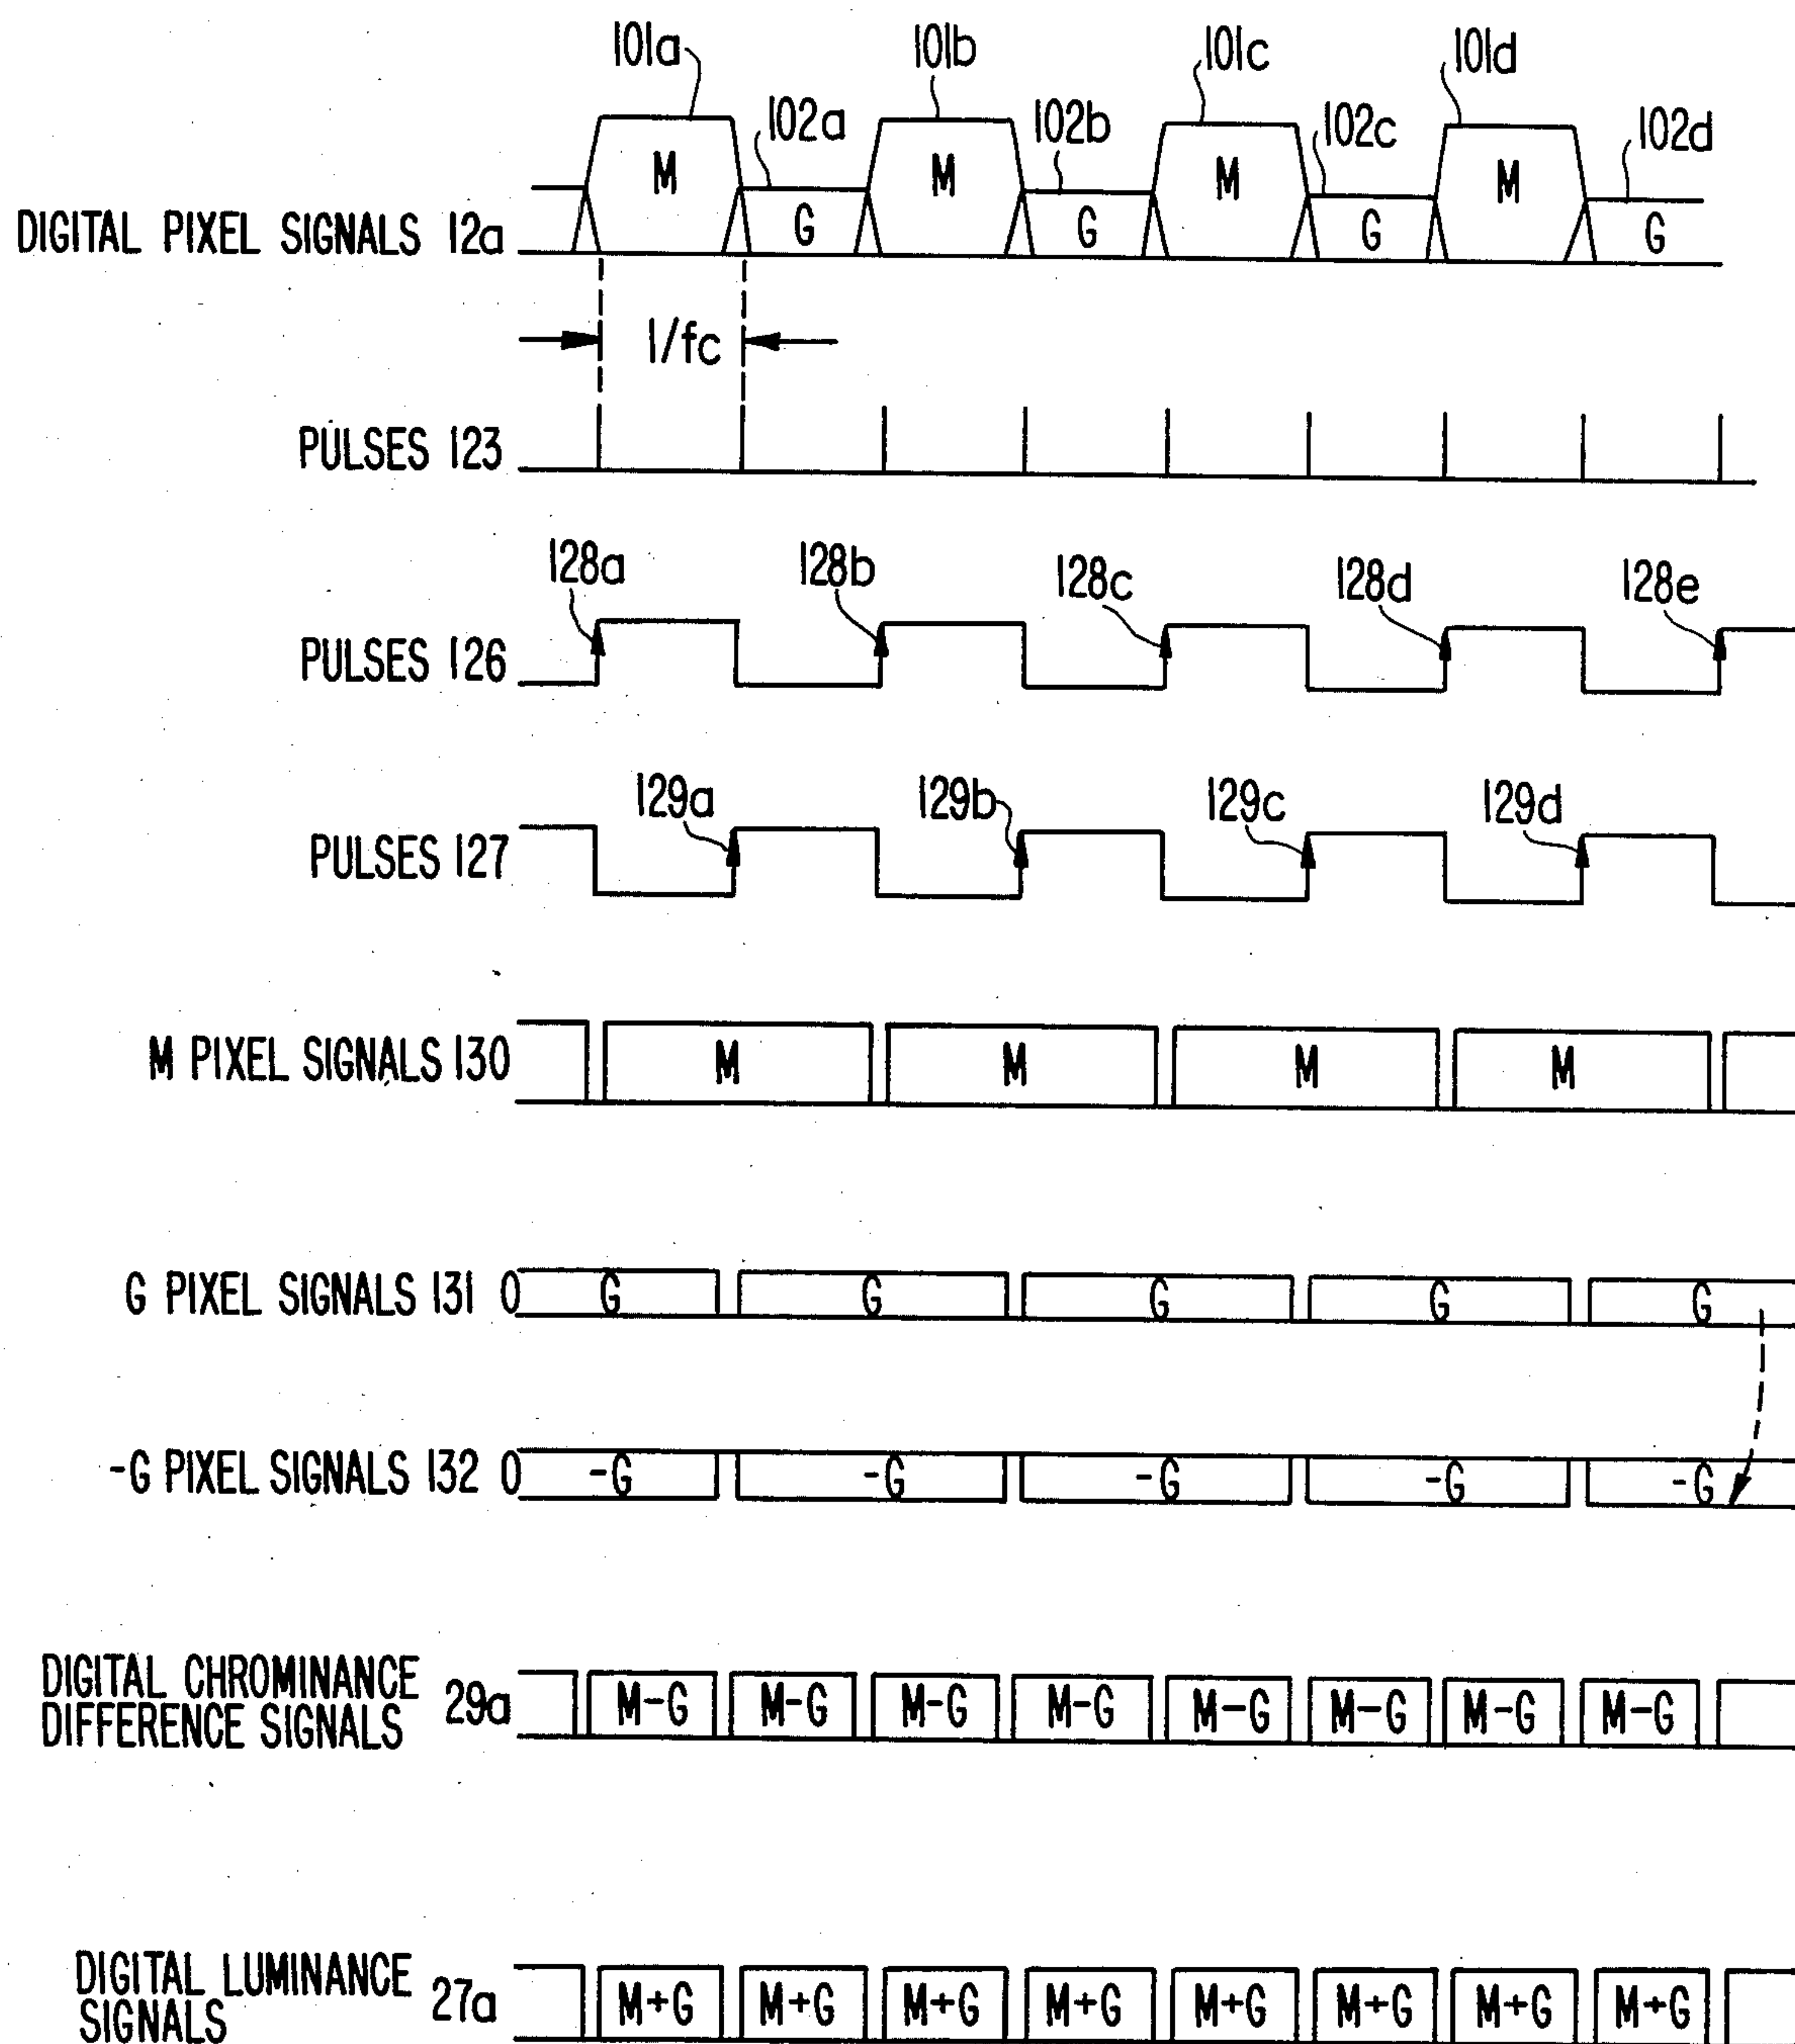 101a 101b 101c 101d
102a 102b 102c 102d
M M M M
DIGITAL PIXEL SIGNALS 12a G G G G
1/fc
PULSES 123
128a 128b 128c 128d 128e
PULSES 126
129a 129b 129c 129d
PULSES 127
M PIXEL SIGNALS 130 M M M M
G PIXEL SIGNALS 131 0 G G G G G
-G PIXEL SIGNALS 132 0 -G -G -G -G -G
DIGITAL CHROMINANCE
DIFFERENCE SIGNALS 29a M-G M-G M-G M-G M-G M-G M-G M-G
DIGITAL LUMINANCE
SIGNALS 27a M+G M+G M+G M+G M+G M+G M+G M+G